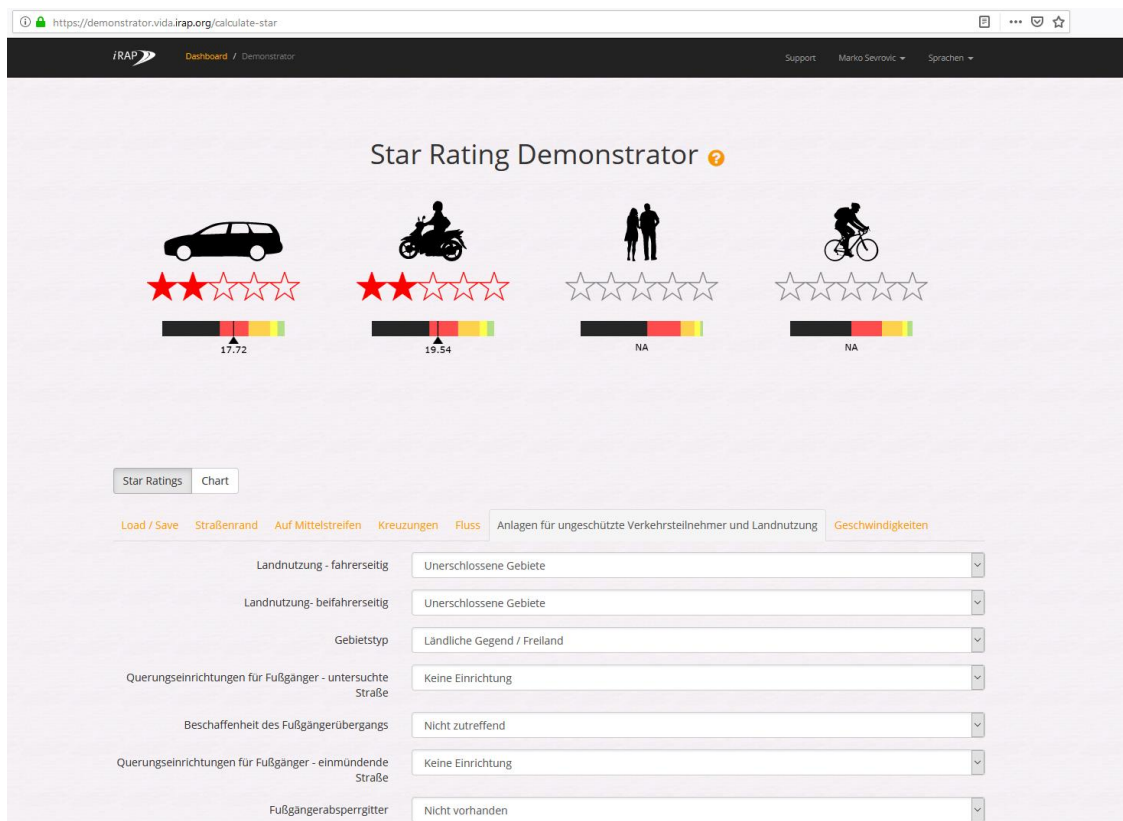 https://demonstrator.vida.irap.org/calculate-star
iRAP Dashboard / Demonstrator Support Marko Sevrovic Sprachen
Star Rating Demonstrator ?
17.72 19.54 NA NA
Star Ratings Chart
Load / Save Straßenrand Auf Mittelstreifen Kreuzungen Fluss Anlagen für ungeschützte Verkehrsteilnehmer und Landnutzung Geschwindigkeiten
Landnutzung - fahrerseitig Unerschlossene Gebiete
Landnutzung- beifahrerseitig Unerschlossene Gebiete
Gebietstyp Ländliche Gegend / Freiland
Querungseinrichtungen für Fußgänger - untersuchte Keine Einrichtung
Straße
Beschaffenheit des Fußgängerübergangs Nicht zutreffend
Querungseinrichtungen für Fußgänger - einmündende Keine Einrichtung
Straße
Fußgängerabsperrgitter Nicht vorhanden